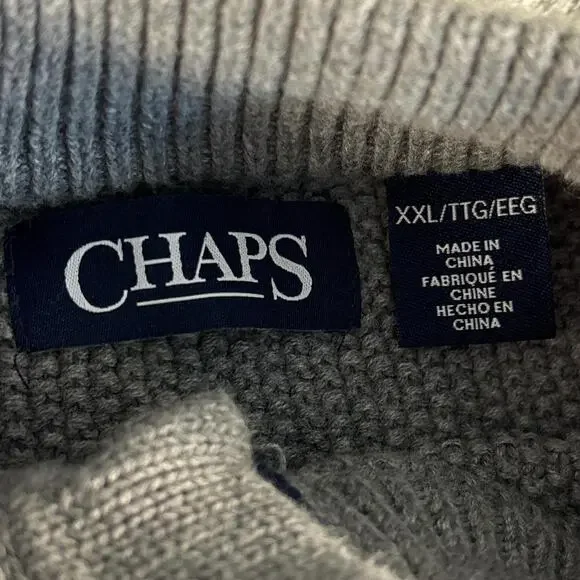 CHAPS
XXL/TTG/EEG
MADE IN
CHINA
FABRIQUÉ EN
CHINE
HECHO EN
CHINA